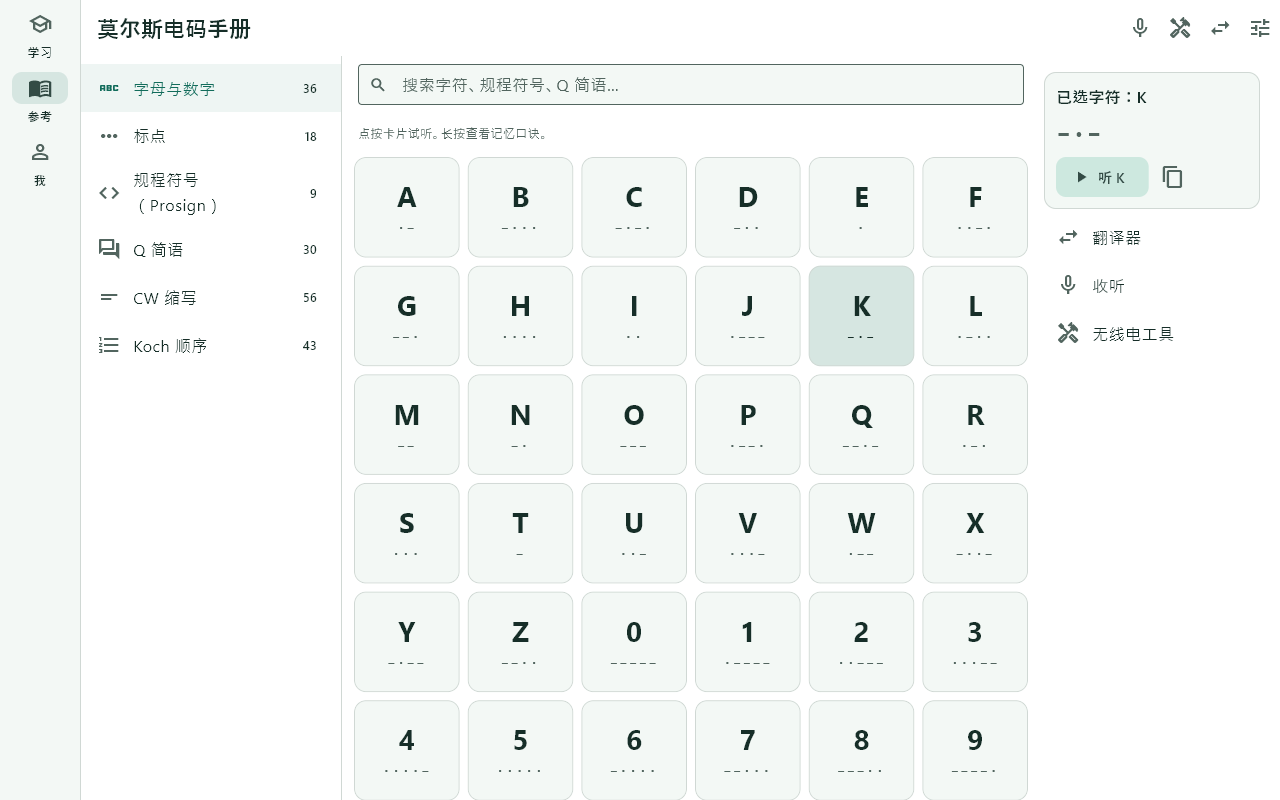 学习
参考
我
莫尔斯电码手册
ABC 字母与数字 36
标点 18
规程符号
（ Prosign ） 9
Q 简语 30
CW 缩写 56
Koch 顺序 43
搜索字符、规程符号、Q 简语...
点按卡片试听。长按查看记忆口诀。
A B C D E F
·– –··· –·–· –·· · ··–·
G H I J K L
––· ···· ·· ·––– –·– ·–··
M N O P Q R
–– –· ––– ·––· ––·– ·–·
S T U V W X
··· – ··– ···– ·–– –··–
Y Z 0 1 2 3
–·–– ––·· ––––– ·–––– ··––– ···––
4 5 6 7 8 9
····– ····· –···· ––··· –––·· ––––·
已选字符：K
–·–
听 K
翻译器
收听
无线电工具